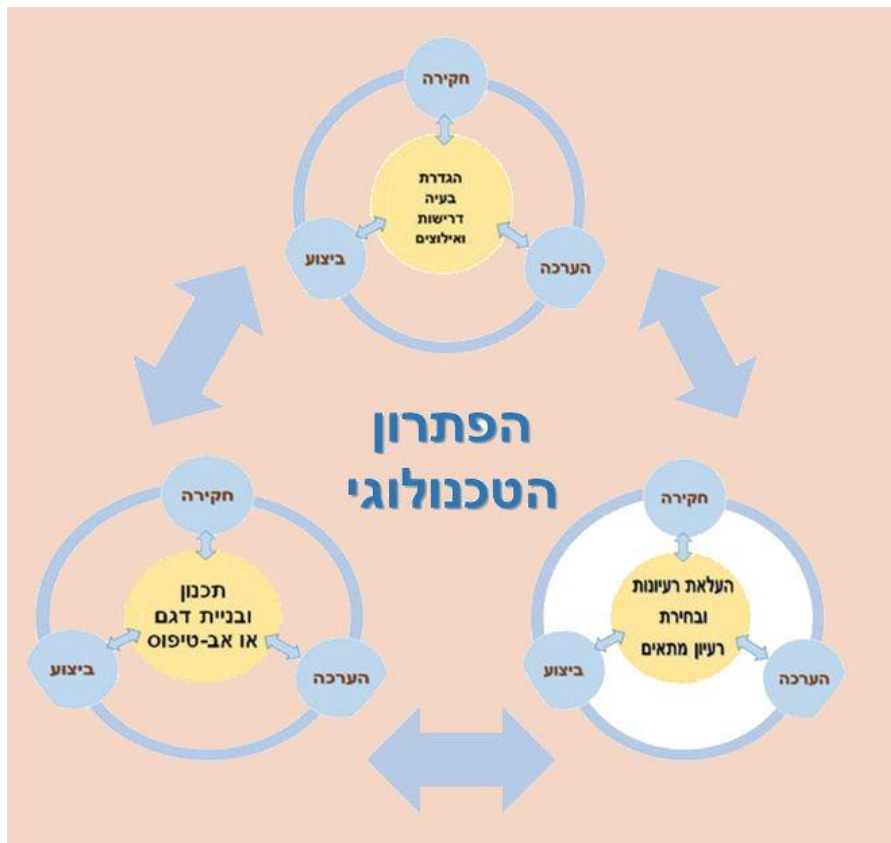 חקירה
הגדרת
בעיה
דרישות
ואילוצים
ביצוע
הערכה
הפתרון
הטכנולוגי
חקירה
העלאת רעיונות
ובחירת
רעיון מתאים
ביצוע
הערכה
חקירה
תכנון
ובניית דגם
או אב-טיפוס
ביצוע
הערכה